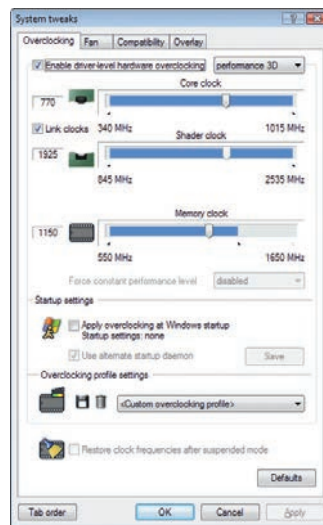 System tweaks
Overclocking Fan Compatibility Overlay
Enable driver-level hardware overclocking performance 3D
Core clock
770
Link clocks 340 MHz 1015 MHz
Shader clock
1925
845 MHz 2535 MHz
Memory clock
1150
550 MHz 1650 MHz
Force constant performance level disabled
Startup settings
Apply overclocking at Windows startup
Startup settings: none
Use alternate startup daemon Save
Overclocking profile settings
<Custom overclocking profile>
Restore clock frequencies after suspended mode
Defaults
Tab order OK Cancel Apply